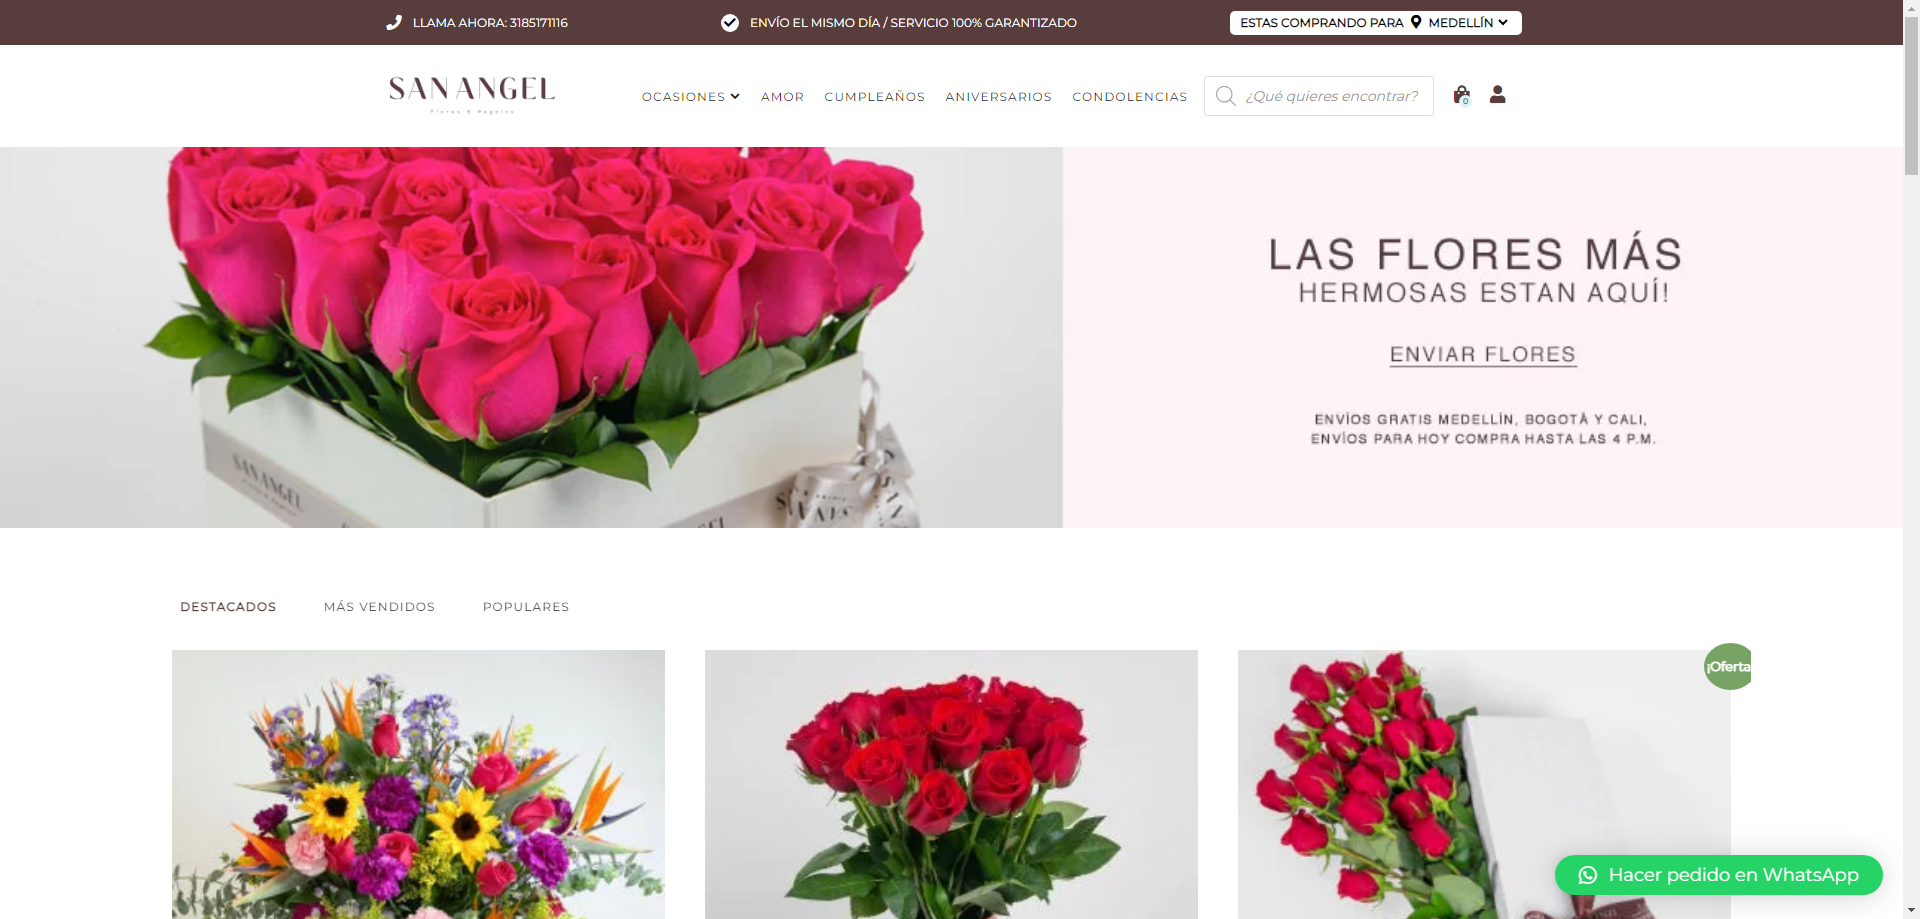 LLAMA AHORA: 3185171116
ENVÍO EL MISMO DÍA / SERVICIO 100% GARANTIZADO
ESTAS COMPRANDO PARA MEDELLÍN
SAN ANGEL
Flores & Regalos
OCASIONES
AMOR
CUMPLEAÑOS
ANIVERSARIOS
CONDOLENCIAS
¿Qué quieres encontrar?
0
LAS FLORES MÁS
HERMOSAS ESTAN AQUÍ!
ENVIAR FLORES
ENVÍOS GRATIS MEDELLÍN, BOGOTÁ Y CALI,
ENVÍOS PARA HOY COMPRA HASTA LAS 4 P.M.
SAN ANGEL
DESTACADOS
MÁS VENDIDOS
POPULARES
¡Oferta
Hacer pedido en WhatsApp